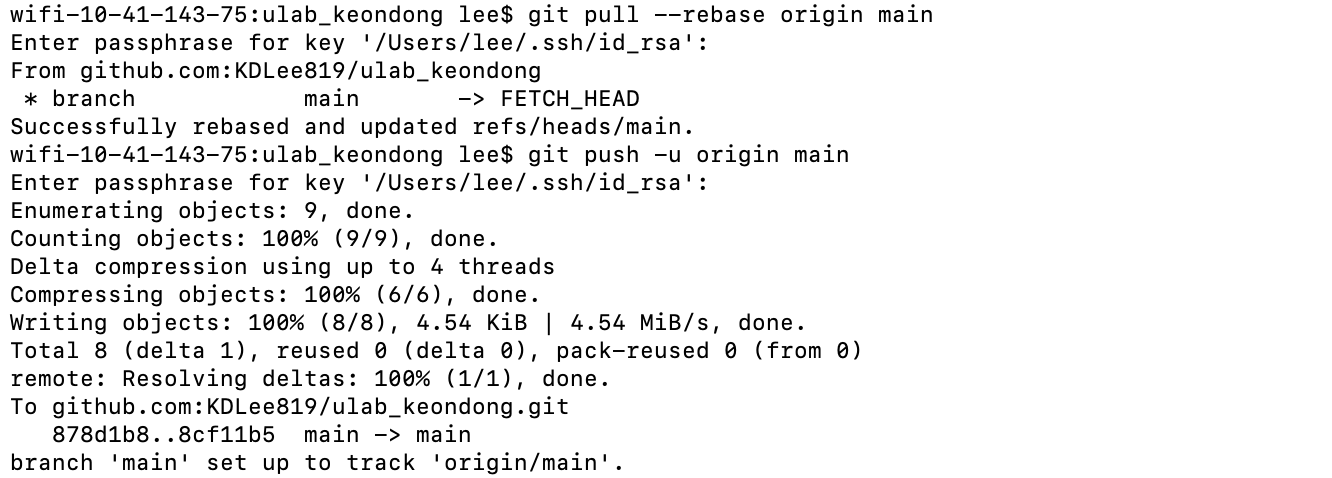 wifi-10-41-143-75:ulab_keondong lee$ git pull --rebase origin main
Enter passphrase for key '/Users/lee/.ssh/id_rsa':
From github.com:KDLee819/ulab_keondong
 * branch            main       -> FETCH_HEAD
Successfully rebased and updated refs/heads/main.
wifi-10-41-143-75:ulab_keondong lee$ git push -u origin main
Enter passphrase for key '/Users/lee/.ssh/id_rsa':
Enumerating objects: 9, done.
Counting objects: 100% (9/9), done.
Delta compression using up to 4 threads
Compressing objects: 100% (6/6), done.
Writing objects: 100% (8/8), 4.54 KiB | 4.54 MiB/s, done.
Total 8 (delta 1), reused 0 (delta 0), pack-reused 0 (from 0)
remote: Resolving deltas: 100% (1/1), done.
To github.com:KDLee819/ulab_keondong.git
   878d1b8..8cf11b5  main -> main
branch 'main' set up to track 'origin/main'.